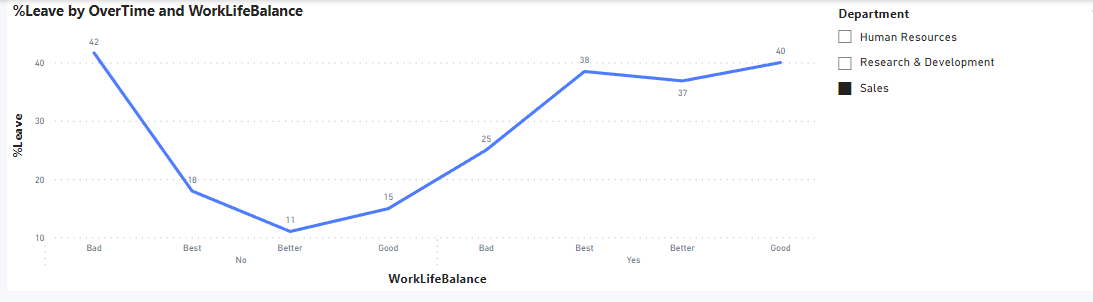 %Leave by OverTime and WorkLifeBalance
Department
Human Resources
Research & Development
Sales
%Leave
40
30
20
10
42
18
11
15
25
38
37
40
Bad
Best
Better
Good
Bad
Best
Better
Good
No
Yes
WorkLifeBalance